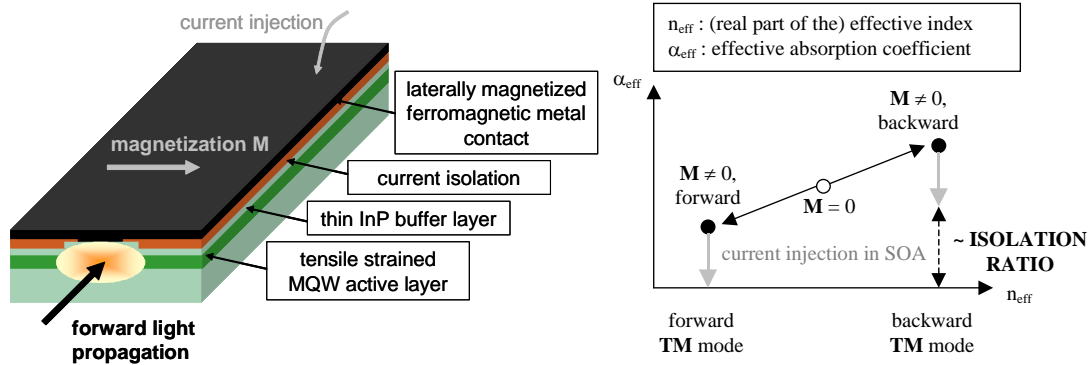 current injection
magnetization M
laterally magnetized
ferromagnetic metal
contact
current isolation
thin InP buffer layer
tensile strained
MQW active layer
forward light
propagation
n_eff : (real part of the) effective index
α_eff : effective absorption coefficient
α_eff
M ≠ 0,
backward
M ≠ 0,
forward
M = 0
current injection in SOA
~ ISOLATION
RATIO
n_eff
forward
TM mode
backward
TM mode